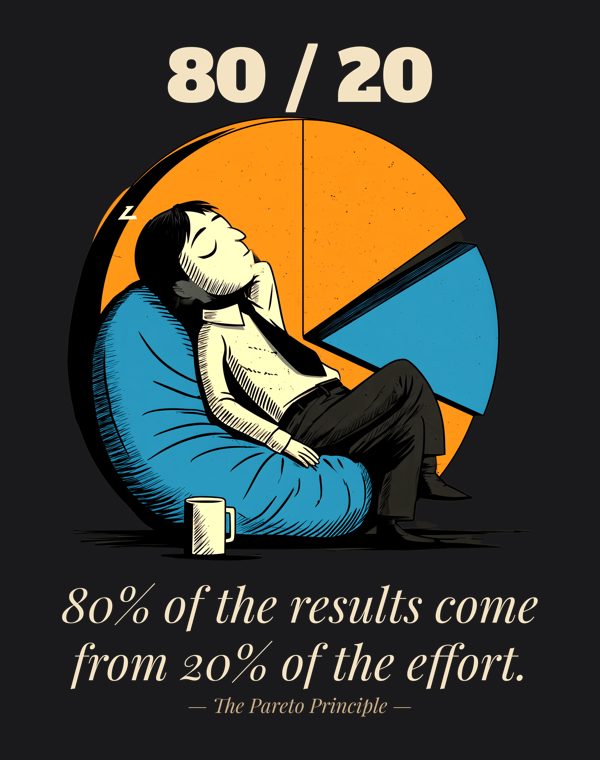 80 / 20
z
80% of the results come
from 20% of the effort.
— The Pareto Principle —